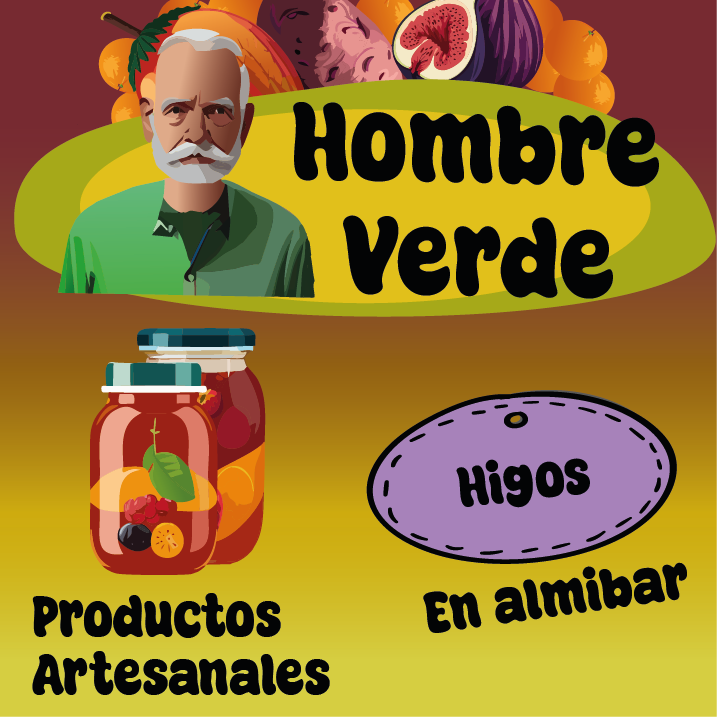 Hombre
Verde
Higos
En almibar
Productos
Artesanales